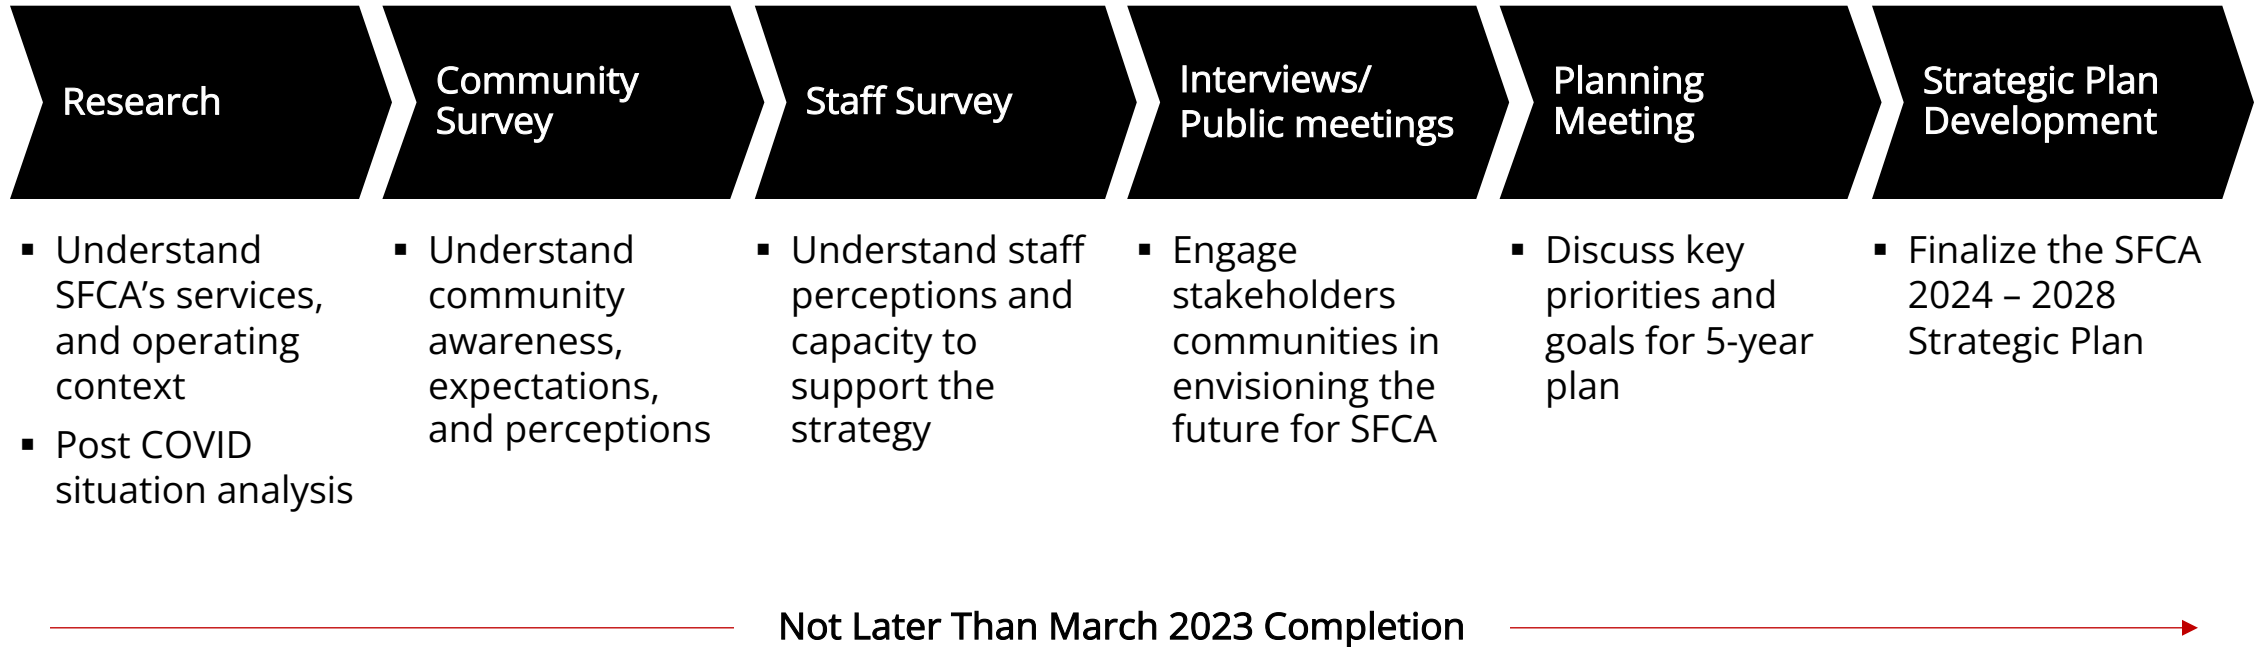 Research
Community
Survey
Staff Survey
Interviews/
Public meetings
Planning
Meeting
Strategic Plan
Development
▪ Understand
SFCA’s services,
and operating
context
▪ Post COVID
situation analysis
▪ Understand
community
awareness,
expectations,
and perceptions
▪ Understand staff
perceptions and
capacity to
support the
strategy
▪ Engage
stakeholders
communities in
envisioning the
future for SFCA
▪ Discuss key
priorities and
goals for 5-year
plan
▪ Finalize the SFCA
2024 – 2028
Strategic Plan
Not Later Than March 2023 Completion